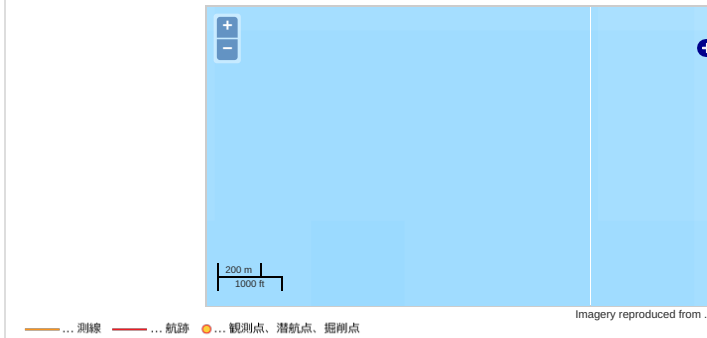 +
−
200 m
1000 ft
Imagery reproduced from .
... 測線 ... 航跡 ... 観測点、潜航点、掘削点